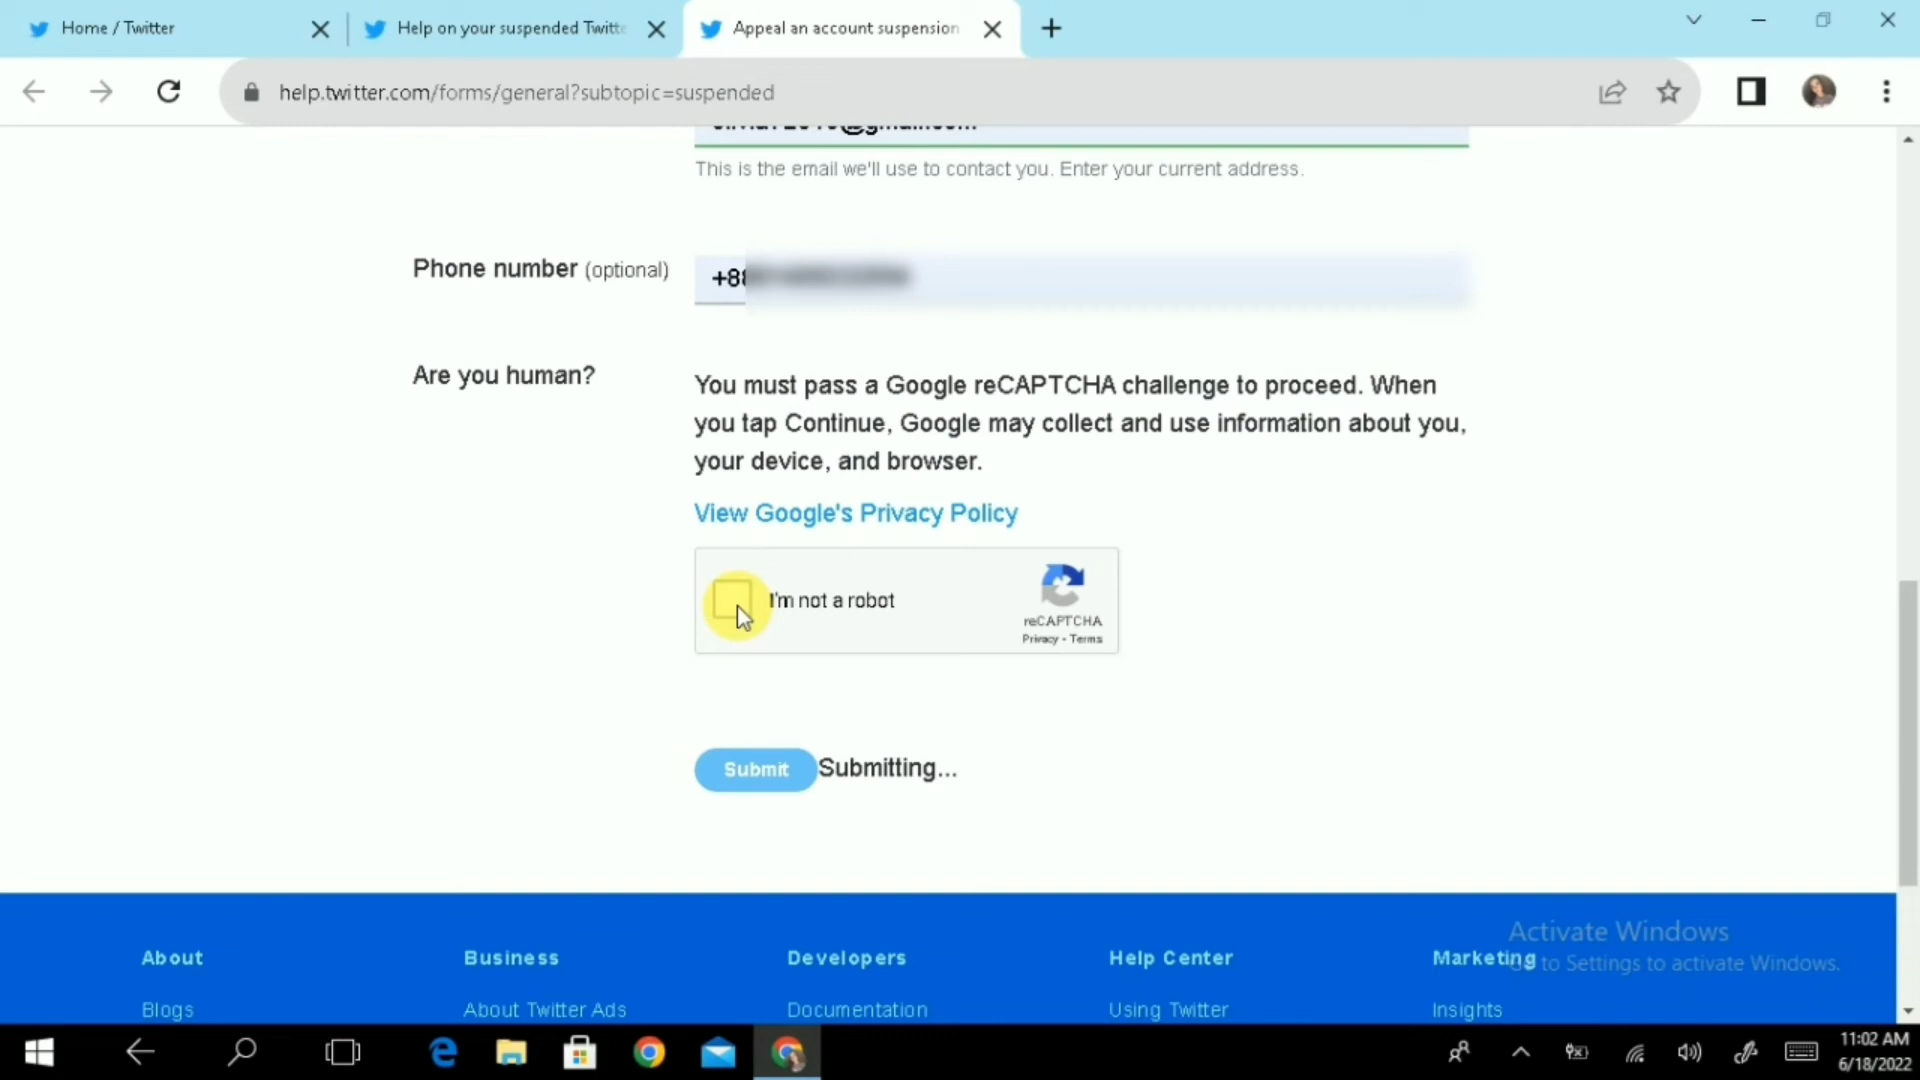 Home / Twitter
Help on your suspended Twitte
Appeal an account suspension
help.twitter.com/forms/general?subtopic=suspended
This is the email we'll use to contact you. Enter your current address.
Phone number (optional)
+88
Are you human?
You must pass a Google reCAPTCHA challenge to proceed. When
you tap Continue, Google may collect and use information about you,
your device, and browser.
View Google's Privacy Policy
I'm not a robot
reCAPTCHA
Privacy - Terms
Submit Submitting...
Activate Windows
to Settings to activate Windows.
About
Business
Developers
Help Center
Marketing
Blogs
About Twitter Ads
Documentation
Using Twitter
Insights
11:02 AM
6/18/2022